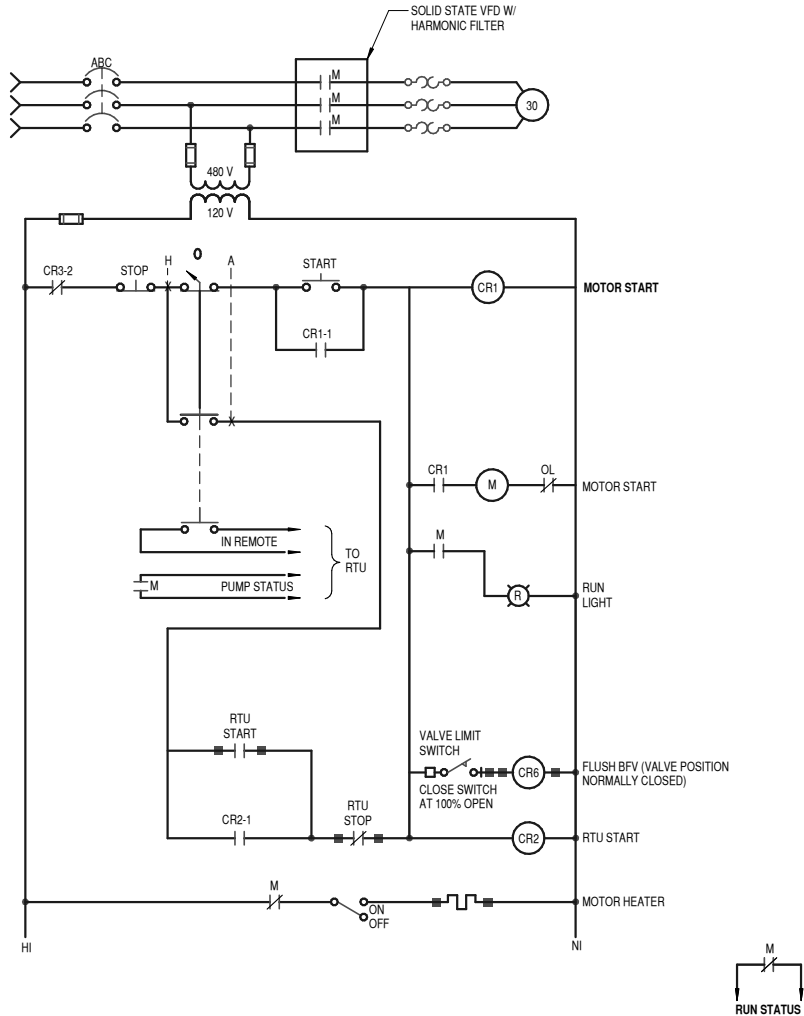 SOLID STATE VFD W/
HARMONIC FILTER
ABC
M
M
M
30
480 V
120 V
H
O
A
CR3-2
STOP
START
CR1
MOTOR START
CR1-1
CR1
M
OL
MOTOR START
IN REMOTE
M
PUMP STATUS
TO
RTU
M
R
RUN
LIGHT
RTU
START
VALVE LIMIT
SWITCH
CR6
FLUSH BFV (VALVE POSITION
NORMALLY CLOSED)
CLOSE SWITCH
AT 100% OPEN
CR2-1
RTU
STOP
CR2
RTU START
M
ON
OFF
MOTOR HEATER
HI
NI
M
RUN STATUS